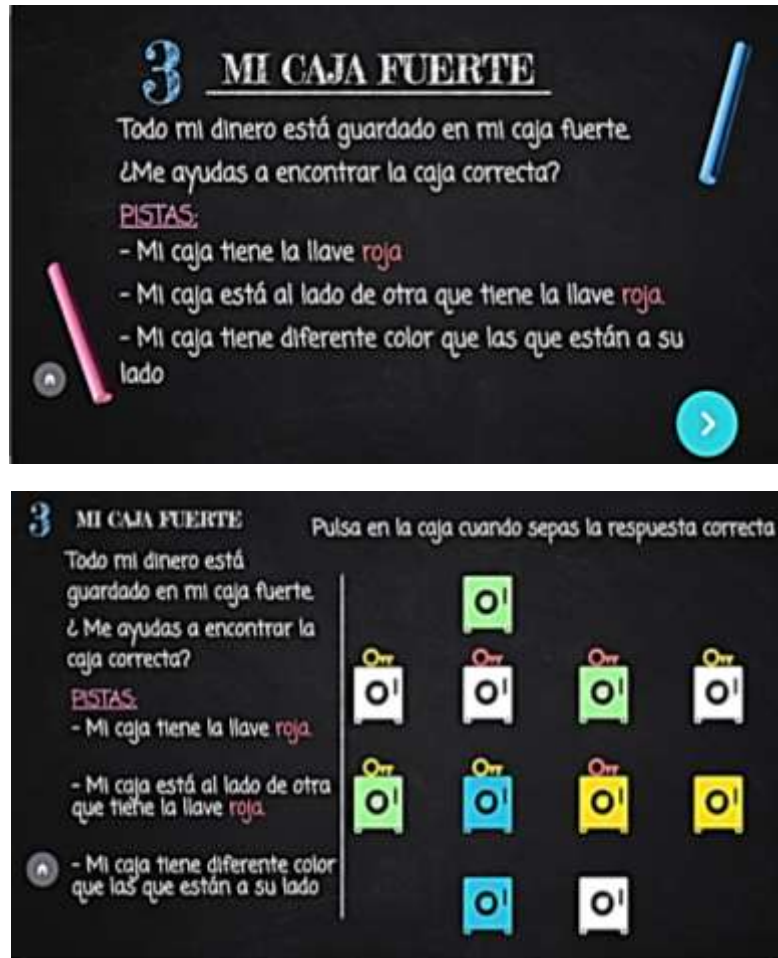 3 MI CAJA FUERTE
Todo mi dinero está guardado en mi caja fuerte.
¿Me ayudas a encontrar la caja correcta?
PISTAS:
- Mi caja tiene la llave roja
- Mi caja está al lado de otra que tiene la llave roja.
- Mi caja tiene diferente color que las que están a su
lado
3 MI CAJA FUERTE
Pulsa en la caja cuando sepas la respuesta correcta
Todo mi dinero está
guardado en mi caja fuerte
¿ Me ayudas a encontrar la
caja correcta?
PISTAS:
- Mi caja tiene la llave roja.
- Mi caja está al lado de otra
que tiene la llave roja.
- Mi caja tiene diferente color
que las que están a su lado